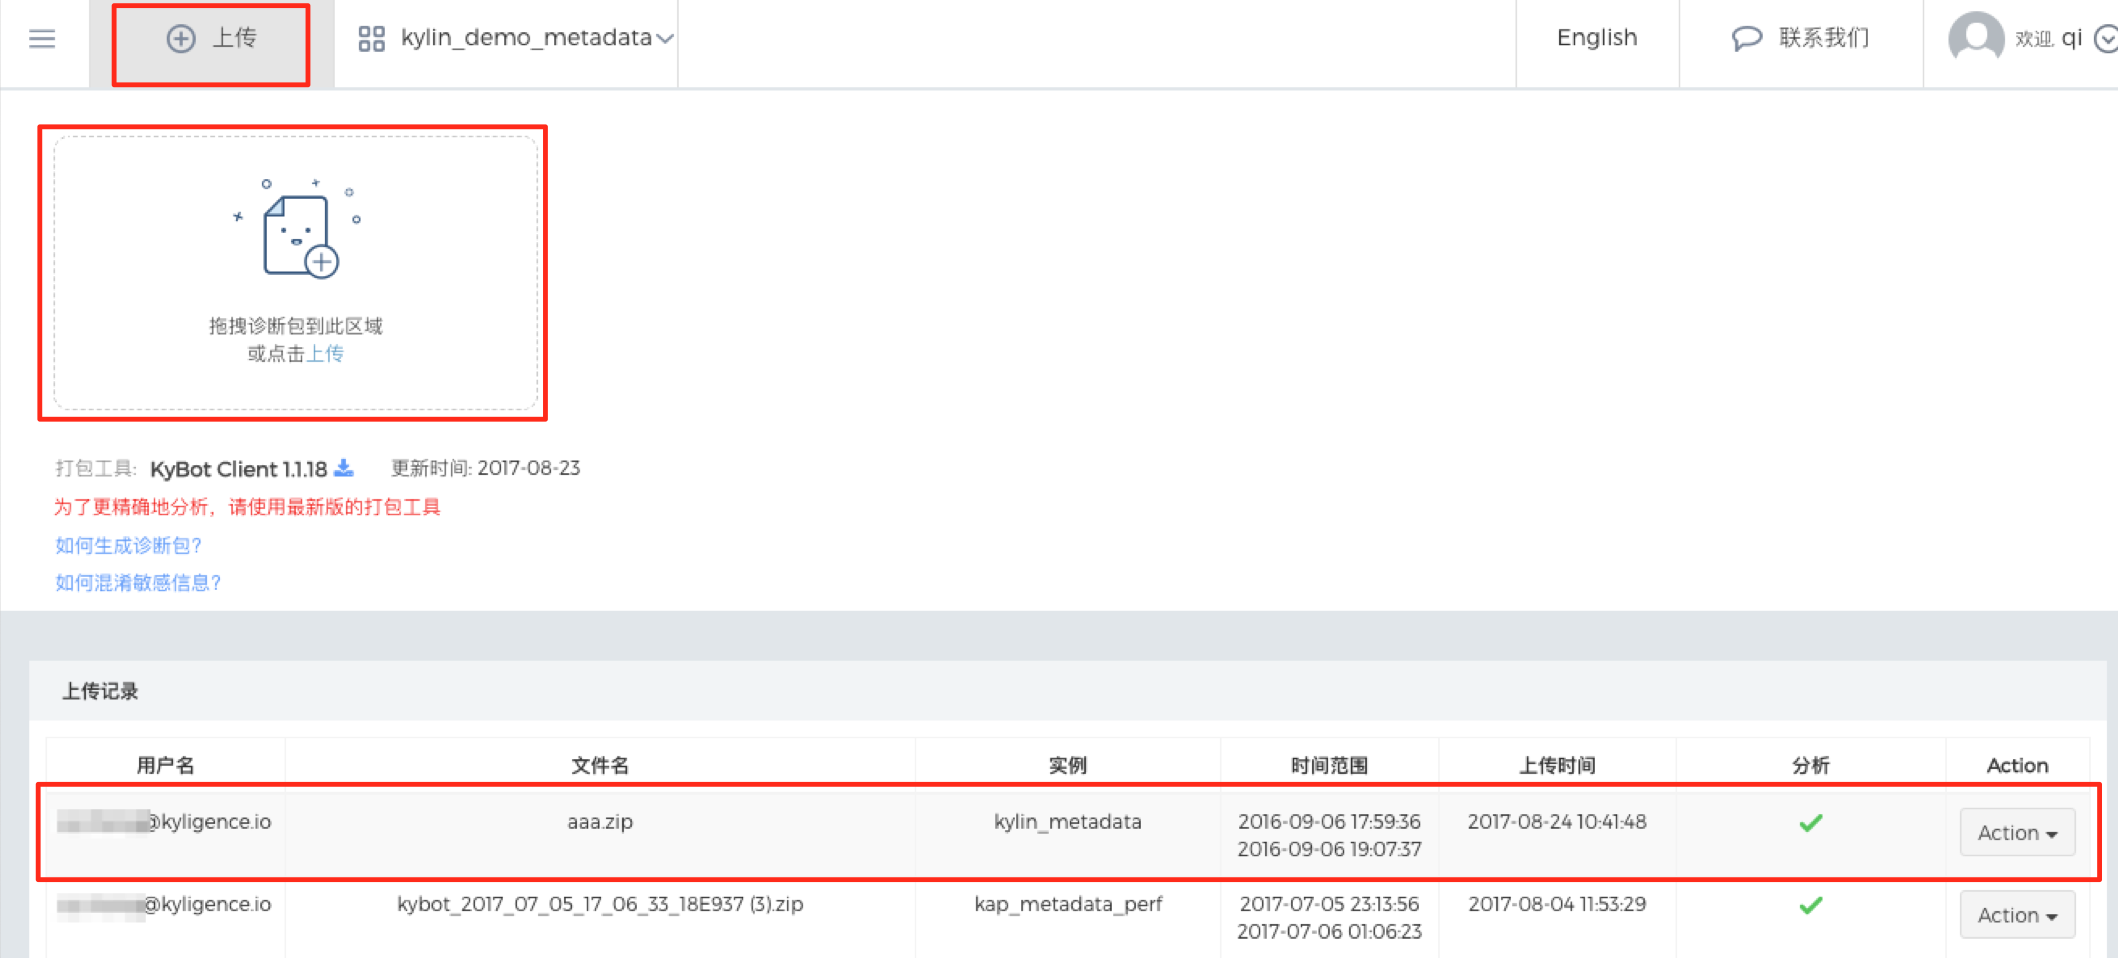 上传
kylin_demo_metadata
English
联系我们
欢迎, qi
拖拽诊断包到此区域
或点击上传
打包工具: KyBot Client 1.1.18 更新时间: 2017-08-23
为了更精确地分析，请使用最新版的打包工具
如何生成诊断包?
如何混淆敏感信息?
上传记录
用户名 文件名 实例 时间范围 上传时间 分析 Action
@kyligence.io aaa.zip kylin_metadata 2016-09-06 17:59:36 2017-08-24 10:41:48 Action
2016-09-06 19:07:37
@kyligence.io kybot_2017_07_05_17_06_33_18E937 (3).zip kap_metadata_perf 2017-07-05 23:13:56 2017-08-04 11:53:29 Action
2017-07-06 01:06:23